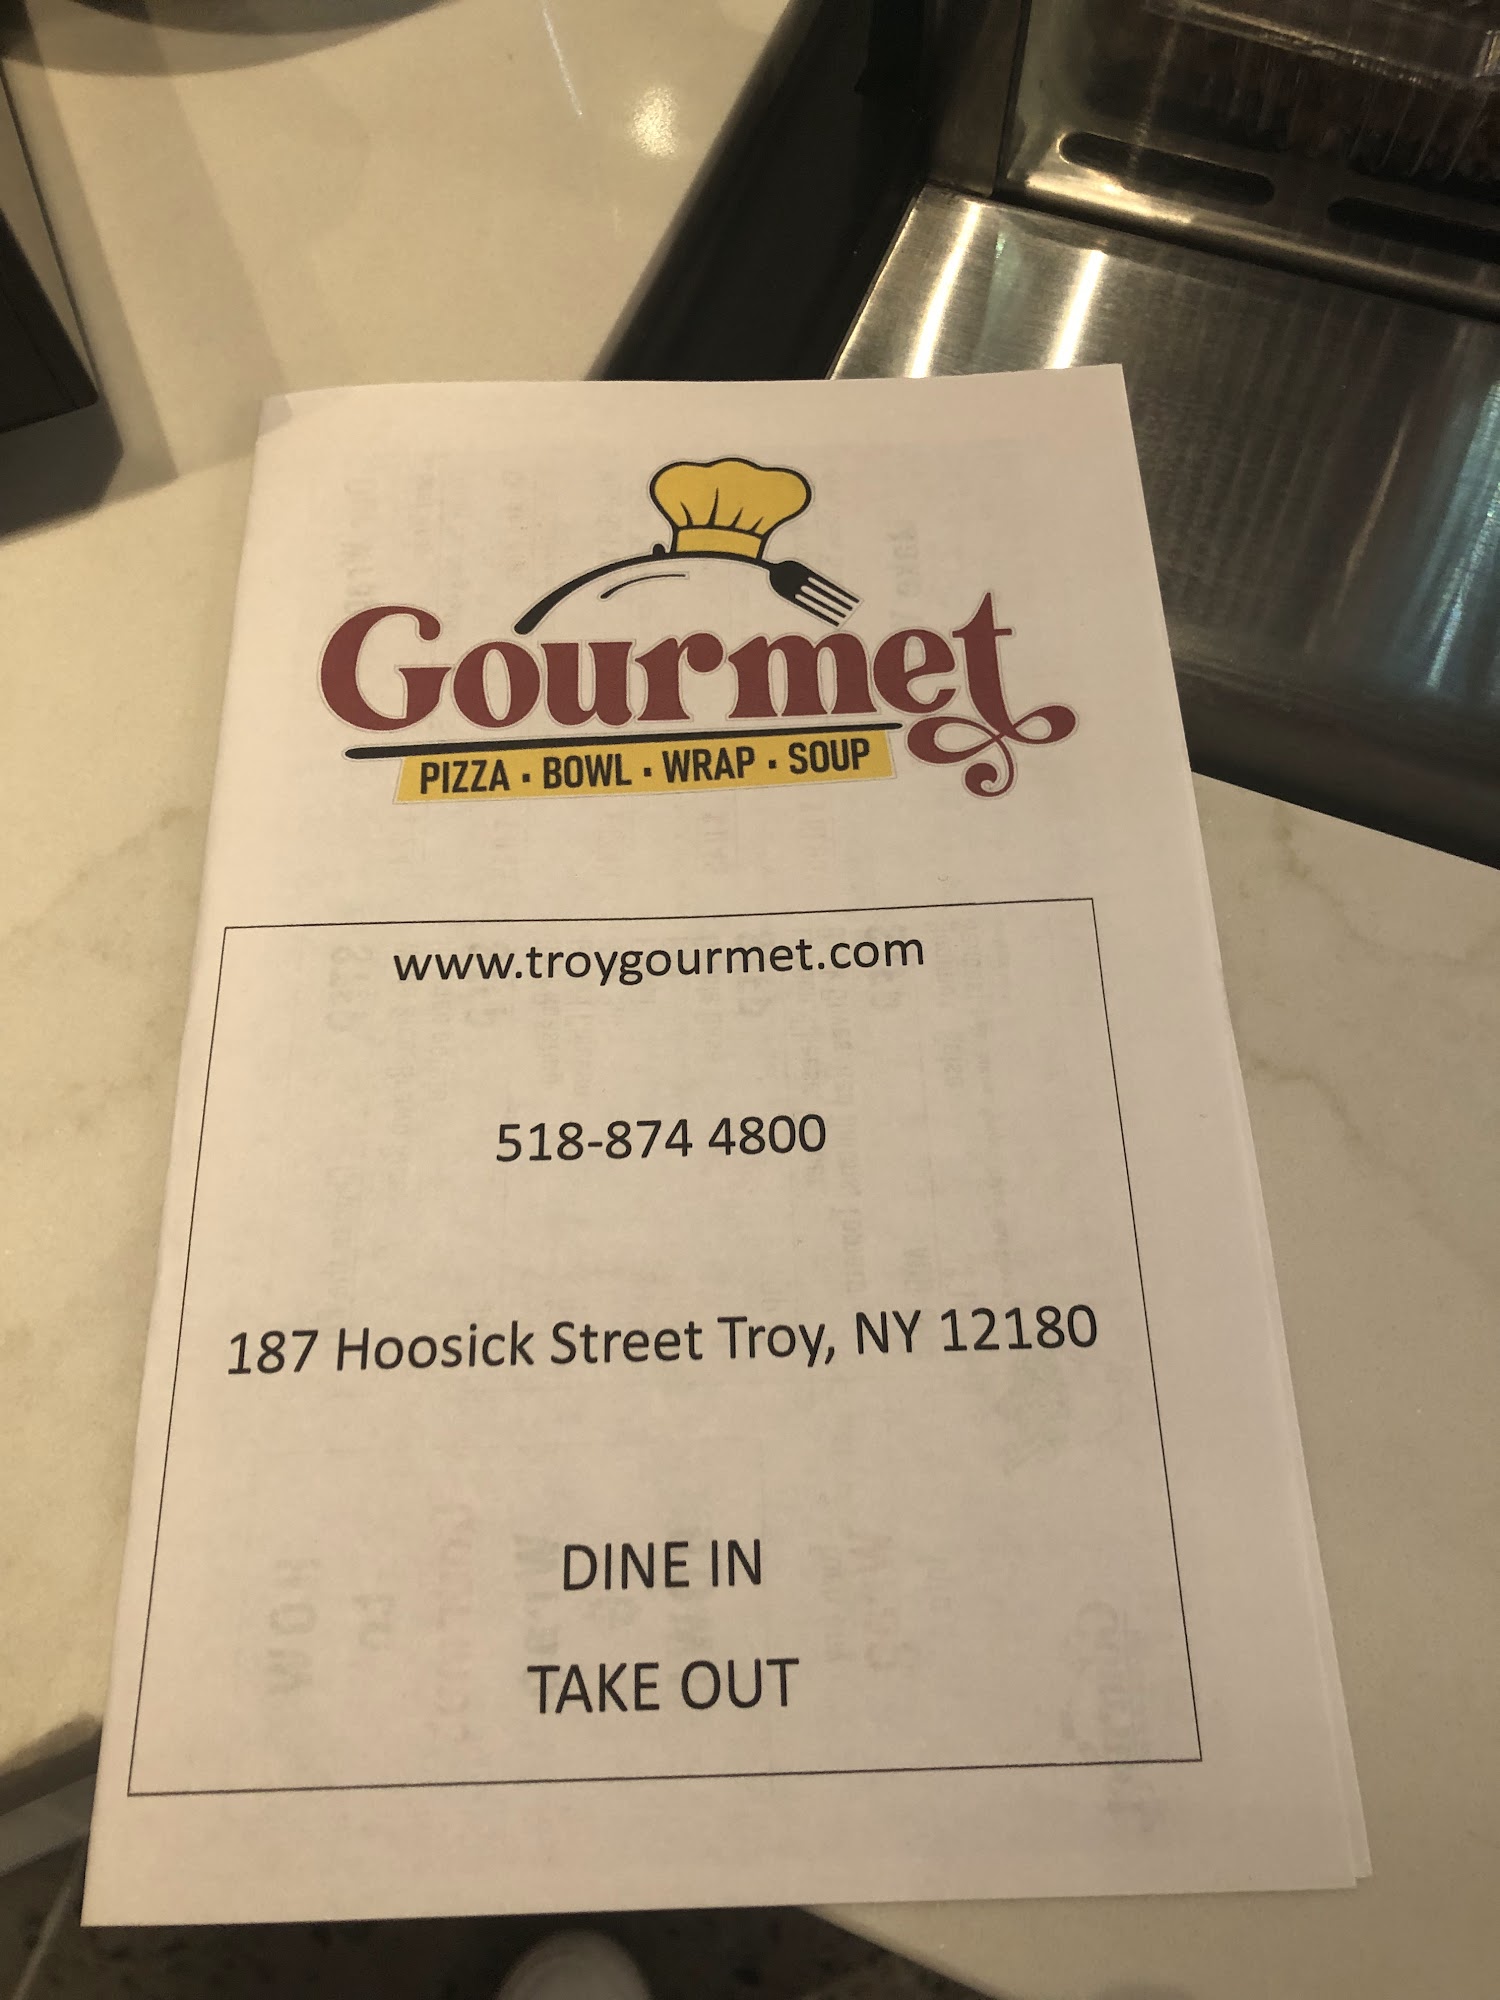 Gourmet
PIZZA · BOWL · WRAP · SOUP
www.troygourmet.com
518-874 4800
187 Hoosick Street Troy, NY 12180
DINE IN
TAKE OUT